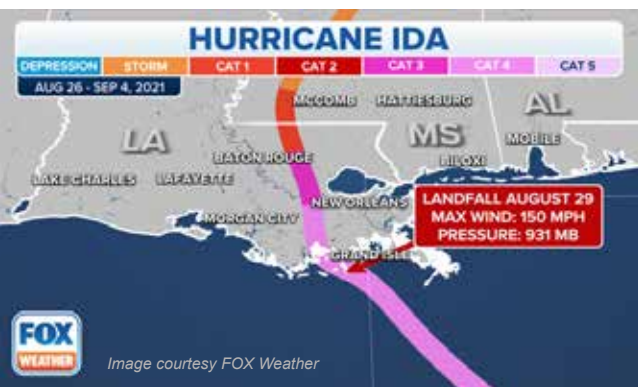 HURRICANE IDA
DEPRESSION STORM CAT 1 CAT 2 CAT 3 CAT 4 CAT 5
AUG 26 - SEP 4, 2021
MCCOMB HATTIESBURG AL
LA MS MOBILE
BATON ROUGE BILOXI
LAKE CHARLES LAFAYETTE
NEW ORLEANS
MORGAN CITY
LANDFALL AUGUST 29
MAX WIND: 150 MPH
PRESSURE: 931 MB
GRAND ISLE
FOX
WEATHER
Image courtesy FOX Weather